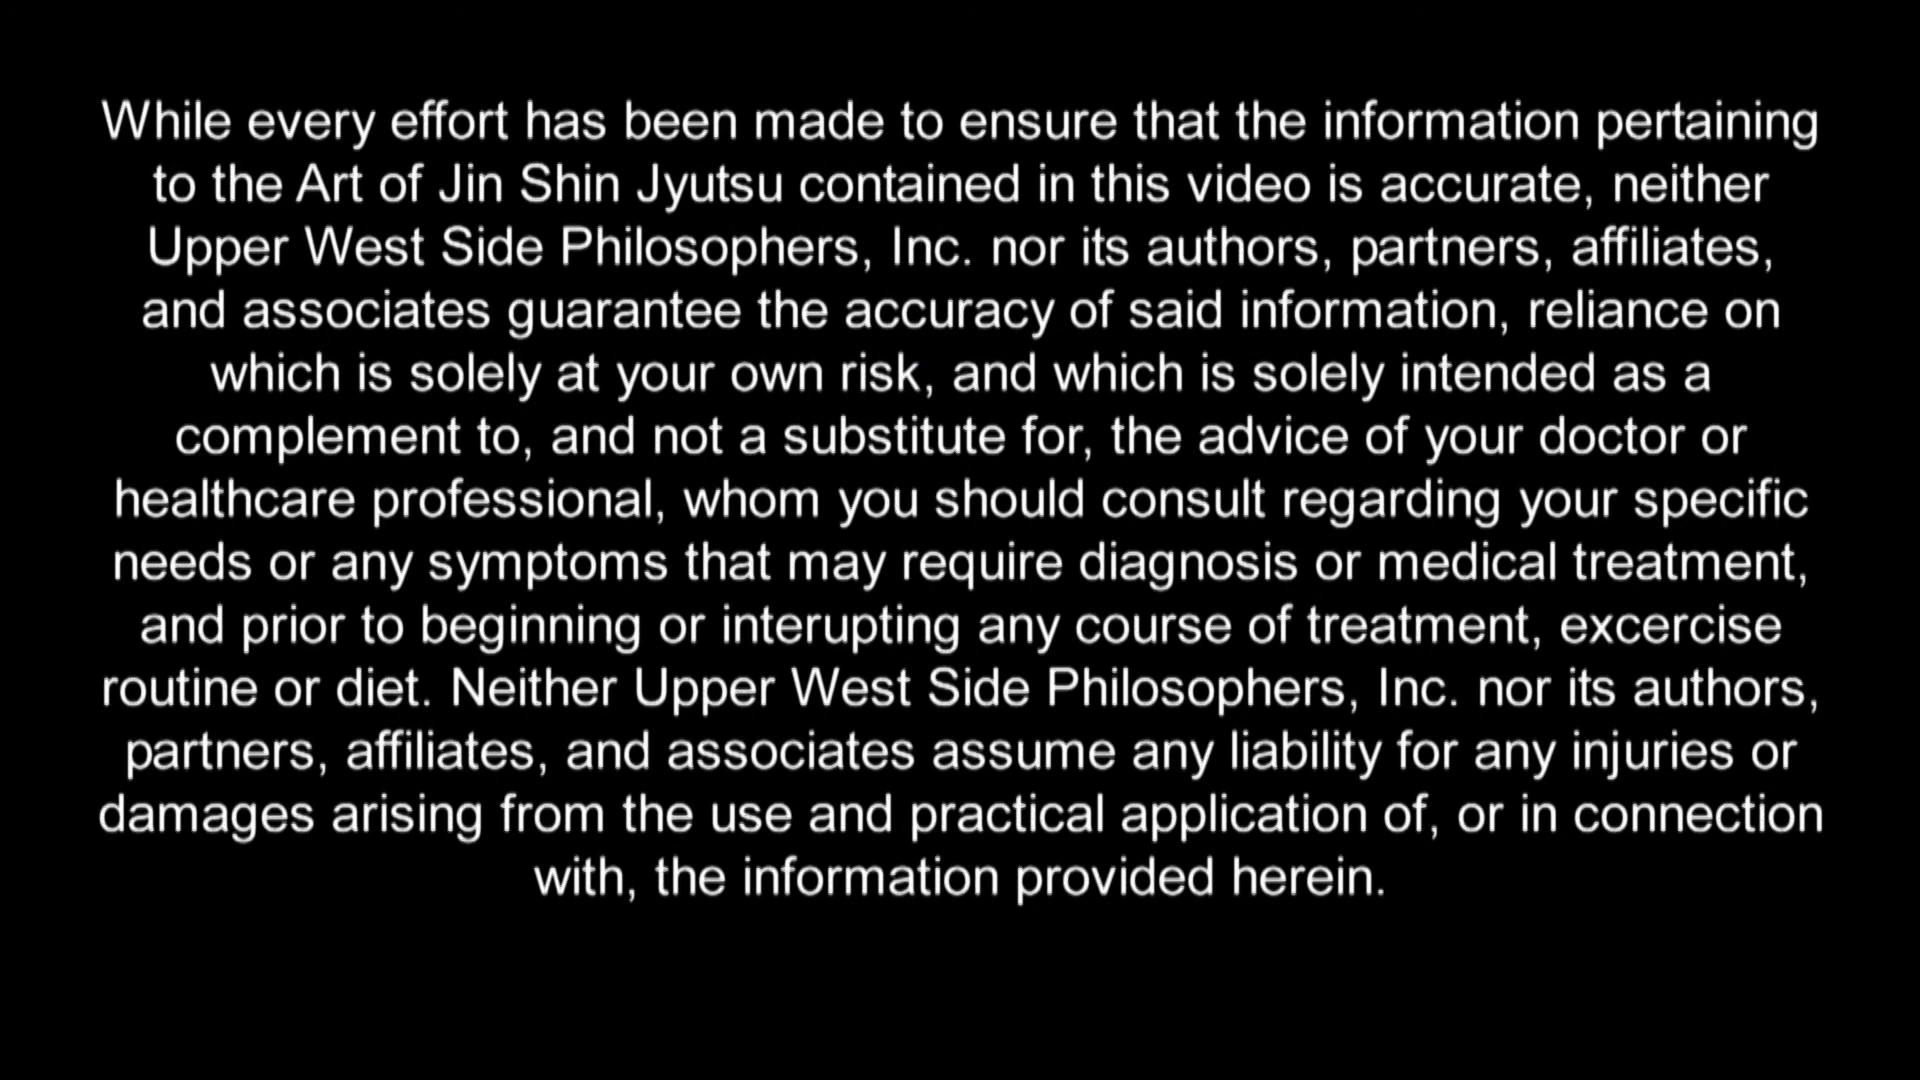 While every effort has been made to ensure that the information pertaining
to the Art of Jin Shin Jyutsu contained in this video is accurate, neither
Upper West Side Philosophers, Inc. nor its authors, partners, affiliates,
and associates guarantee the accuracy of said information, reliance on
which is solely at your own risk, and which is solely intended as a
complement to, and not a substitute for, the advice of your doctor or
healthcare professional, whom you should consult regarding your specific
needs or any symptoms that may require diagnosis or medical treatment,
and prior to beginning or interupting any course of treatment, excercise
routine or diet. Neither Upper West Side Philosophers, Inc. nor its authors,
partners, affiliates, and associates assume any liability for any injuries or
damages arising from the use and practical application of, or in connection
with, the information provided herein.